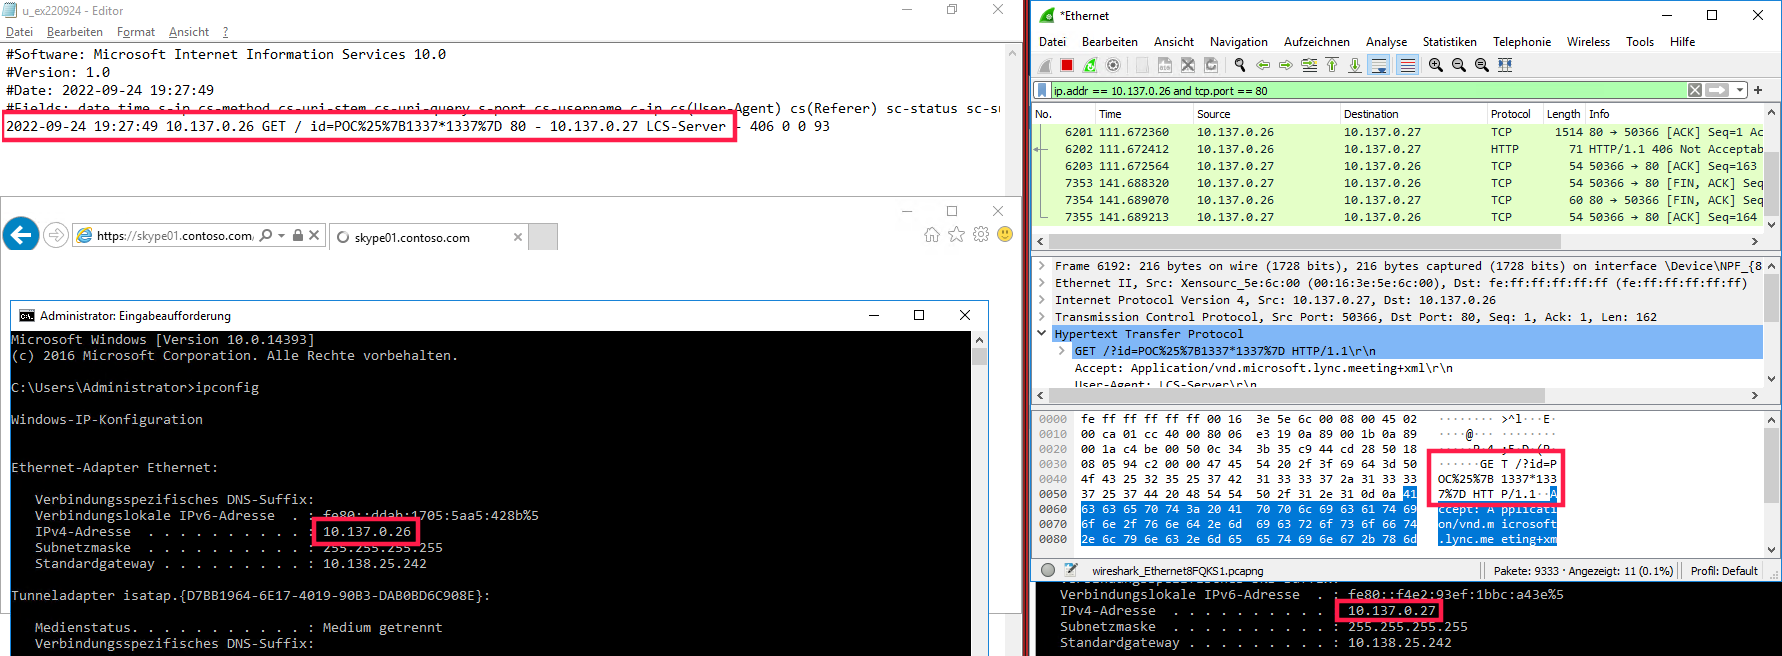 u_ex220924 - Editor
Datei Bearbeiten Format Ansicht ?
#Software: Microsoft Internet Information Services 10.0
#Version: 1.0
#Date: 2022-09-24 19:27:49
#Fields: date time s-ip cs-method cs-uri-stem cs-uri-query s-port cs-username c-ip cs(User-Agent) cs(Referer) sc-status sc-su
2022-09-24 19:27:49 10.137.0.26 GET / id=POC%25%7B1337*1337%7D 80 - 10.137.0.27 LCS-Server - 406 0 0 93
https://skype01.contoso.com
skype01.contoso.com
Administrator: Eingabeaufforderung
Microsoft Windows [Version 10.0.14393]
(c) 2016 Microsoft Corporation. Alle Rechte vorbehalten.
C:\Users\Administrator>ipconfig
Windows-IP-Konfiguration
Ethernet-Adapter Ethernet:
Verbindungsspezifisches DNS-Suffix:
Verbindungslokale IPv6-Adresse . : fe80::ddab:1705:5aa5:428b%5
IPv4-Adresse . . . . . . . . . . : 10.137.0.26
Subnetzmaske . . . . . . . . . . : 255.255.255.255
Standardgateway . . . . . . . . . : 10.138.25.242
Tunneladapter isatap.{D7BB1964-6E17-4019-90B3-DAB0BD6C908E}:
Medienstatus. . . . . . . . . . . : Medium getrennt
Verbindungsspezifisches DNS-Suffix:
*Ethernet
Datei Bearbeiten Ansicht Navigation Aufzeichnen Analyse Statistiken Telephonie Wireless Tools Hilfe
ip.addr == 10.137.0.26 and tcp.port == 80
No. Time Source Destination Protocol Length Info
6201 111.672360 10.137.0.26 10.137.0.27 TCP 1514 80 → 50366 [ACK] Seq=1 Ac
6202 111.672412 10.137.0.26 10.137.0.27 HTTP 71 HTTP/1.1 406 Not Acceptab
6203 111.672564 10.137.0.27 10.137.0.26 TCP 54 50366 → 80 [ACK] Seq=163
7353 141.688320 10.137.0.27 10.137.0.26 TCP 54 50366 → 80 [FIN, ACK] Seq
7354 141.689070 10.137.0.26 10.137.0.27 TCP 60 80 → 50366 [FIN, ACK] Seq
7355 141.689213 10.137.0.27 10.137.0.26 TCP 54 50366 → 80 [ACK] Seq=164
Frame 6192: 216 bytes on wire (1728 bits), 216 bytes captured (1728 bits) on interface \Device\NPF_{8
Ethernet II, Src: Xensourc_5e:6c:00 (00:16:3e:5e:6c:00), Dst: fe:ff:ff:ff:ff:ff (fe:ff:ff:ff:ff:ff)
Internet Protocol Version 4, Src: 10.137.0.27, Dst: 10.137.0.26
Transmission Control Protocol, Src Port: 50366, Dst Port: 80, Seq: 1, Ack: 1, Len: 162
Hypertext Transfer Protocol
GET /?id=POC%25%7B1337*1337%7D HTTP/1.1\r\n
Accept: Application/vnd.microsoft.lync.meeting+xml\r\n
User-Agent: LCS-Server\r\n
0000 fe ff ff ff ff ff 00 16 3e 5e 6c 00 08 00 45 02 ········ >^l···E·
0010 00 ca 01 cc 40 00 80 06 e3 19 0a 89 00 1b 0a 89 ····@··· ········
0020 00 1a c4 be 00 50 0c 34 3b 35 c9 44 cd 28 50 18 ·····P·4 ;5·D·(P·
0030 08 05 94 c2 00 00 47 45 54 20 2f 3f 69 64 3d 50 ······GE T /?id=P
0040 4f 43 25 32 35 25 37 42 31 33 33 37 2a 31 33 33 OC%25%7B 1337*133
0050 37 25 37 44 20 48 54 54 50 2f 31 2e 31 0d 0a 41 7%7D HTT P/1.1··A
0060 63 63 65 70 74 3a 20 41 70 70 6c 69 63 61 74 69 ccept: A pplicati
0070 6f 6e 2f 76 6e 64 2e 6d 69 63 72 6f 73 6f 66 74 on/vnd.m icrosoft
0080 2e 6c 79 6e 63 2e 6d 65 65 74 69 6e 67 2b 78 6d .lync.me eting+xm
wireshark_Ethernet8FQKS1.pcapng Pakete: 9333 · Angezeigt: 11 (0.1%) Profil: Default
Verbindungslokale IPv6-Adresse . : fe80::f4e2:93ef:1bbc:a43e%5
IPv4-Adresse . . . . . . . . . . : 10.137.0.27
Subnetzmaske . . . . . . . . . . : 255.255.255.255
Standardgateway . . . . . . . . . : 10.138.25.242